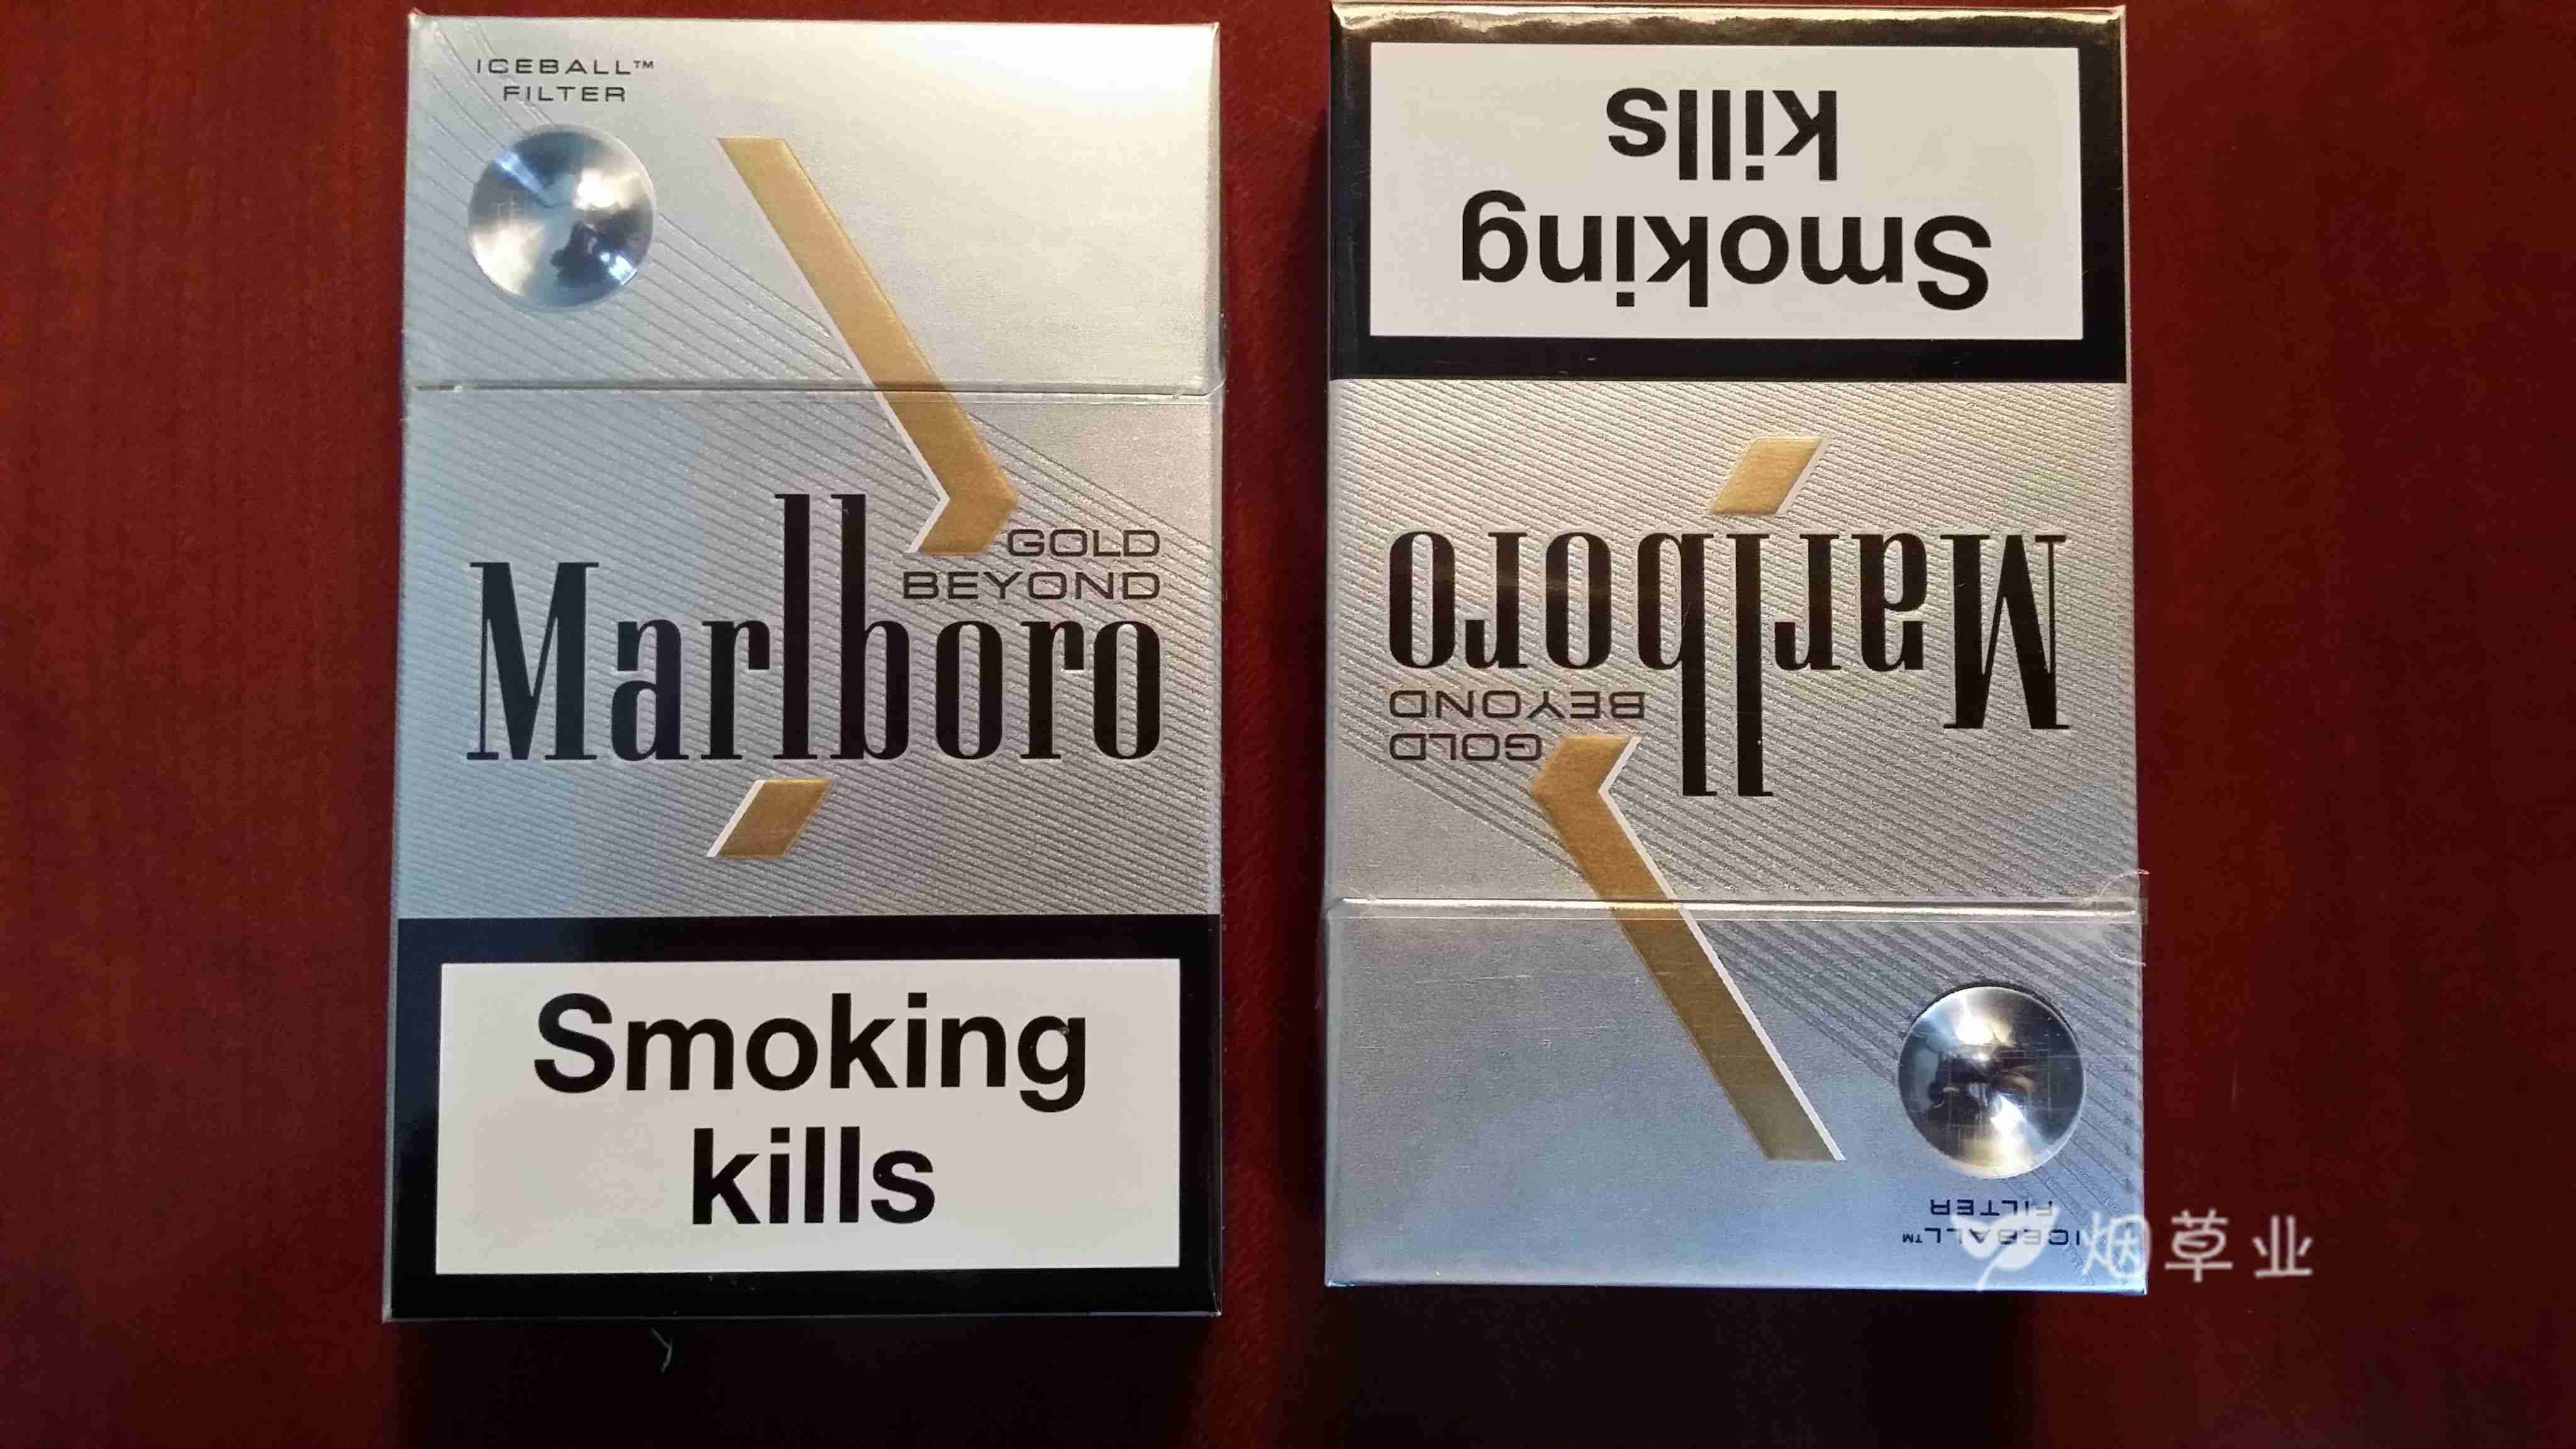 ICEBALL™
FILTER
GOLD
BEYOND
Marlboro
Smoking
kills
ICEBALL™
FILTER
GOLD
BEYOND
Marlboro
Smoking
kills
烟草业